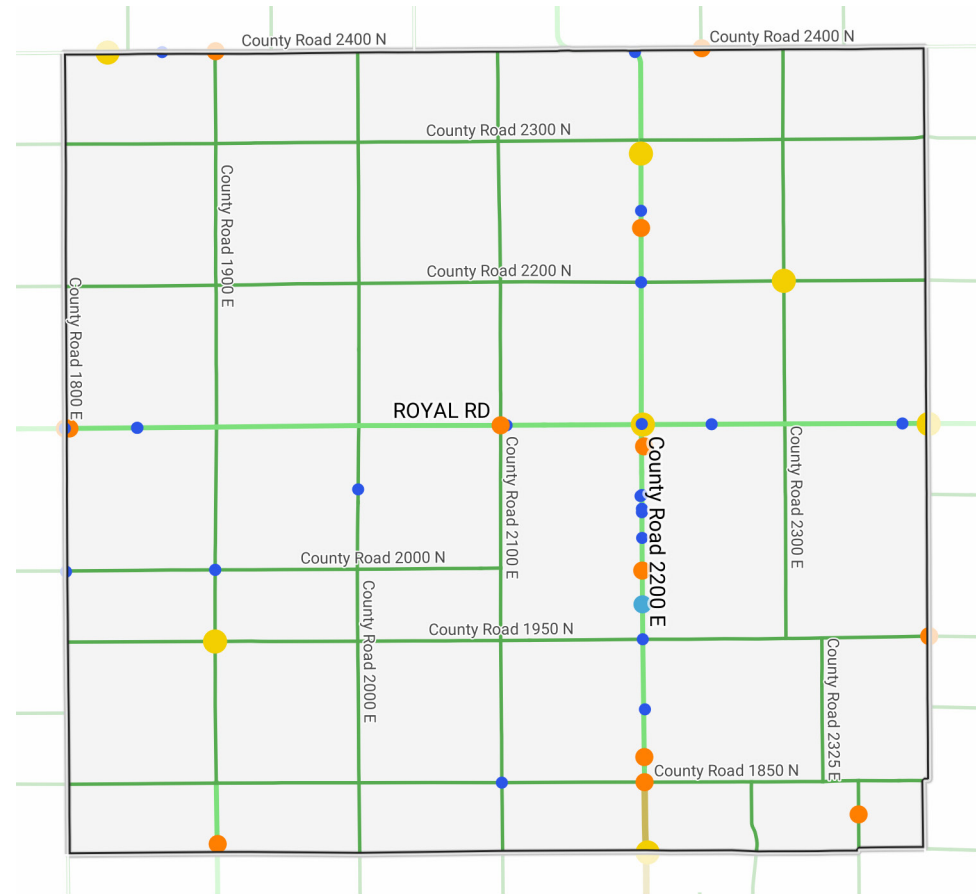 County Road 2400 N
County Road 2400 N
County Road 2300 N
County Road 1900 E
County Road 2200 N
County Road 1800 E
ROYAL RD
County Road 2100 E
County Road 2200 E
County Road 2300 E
County Road 2000 N
County Road 2000 E
County Road 1950 N
County Road 2325 E
County Road 1850 N